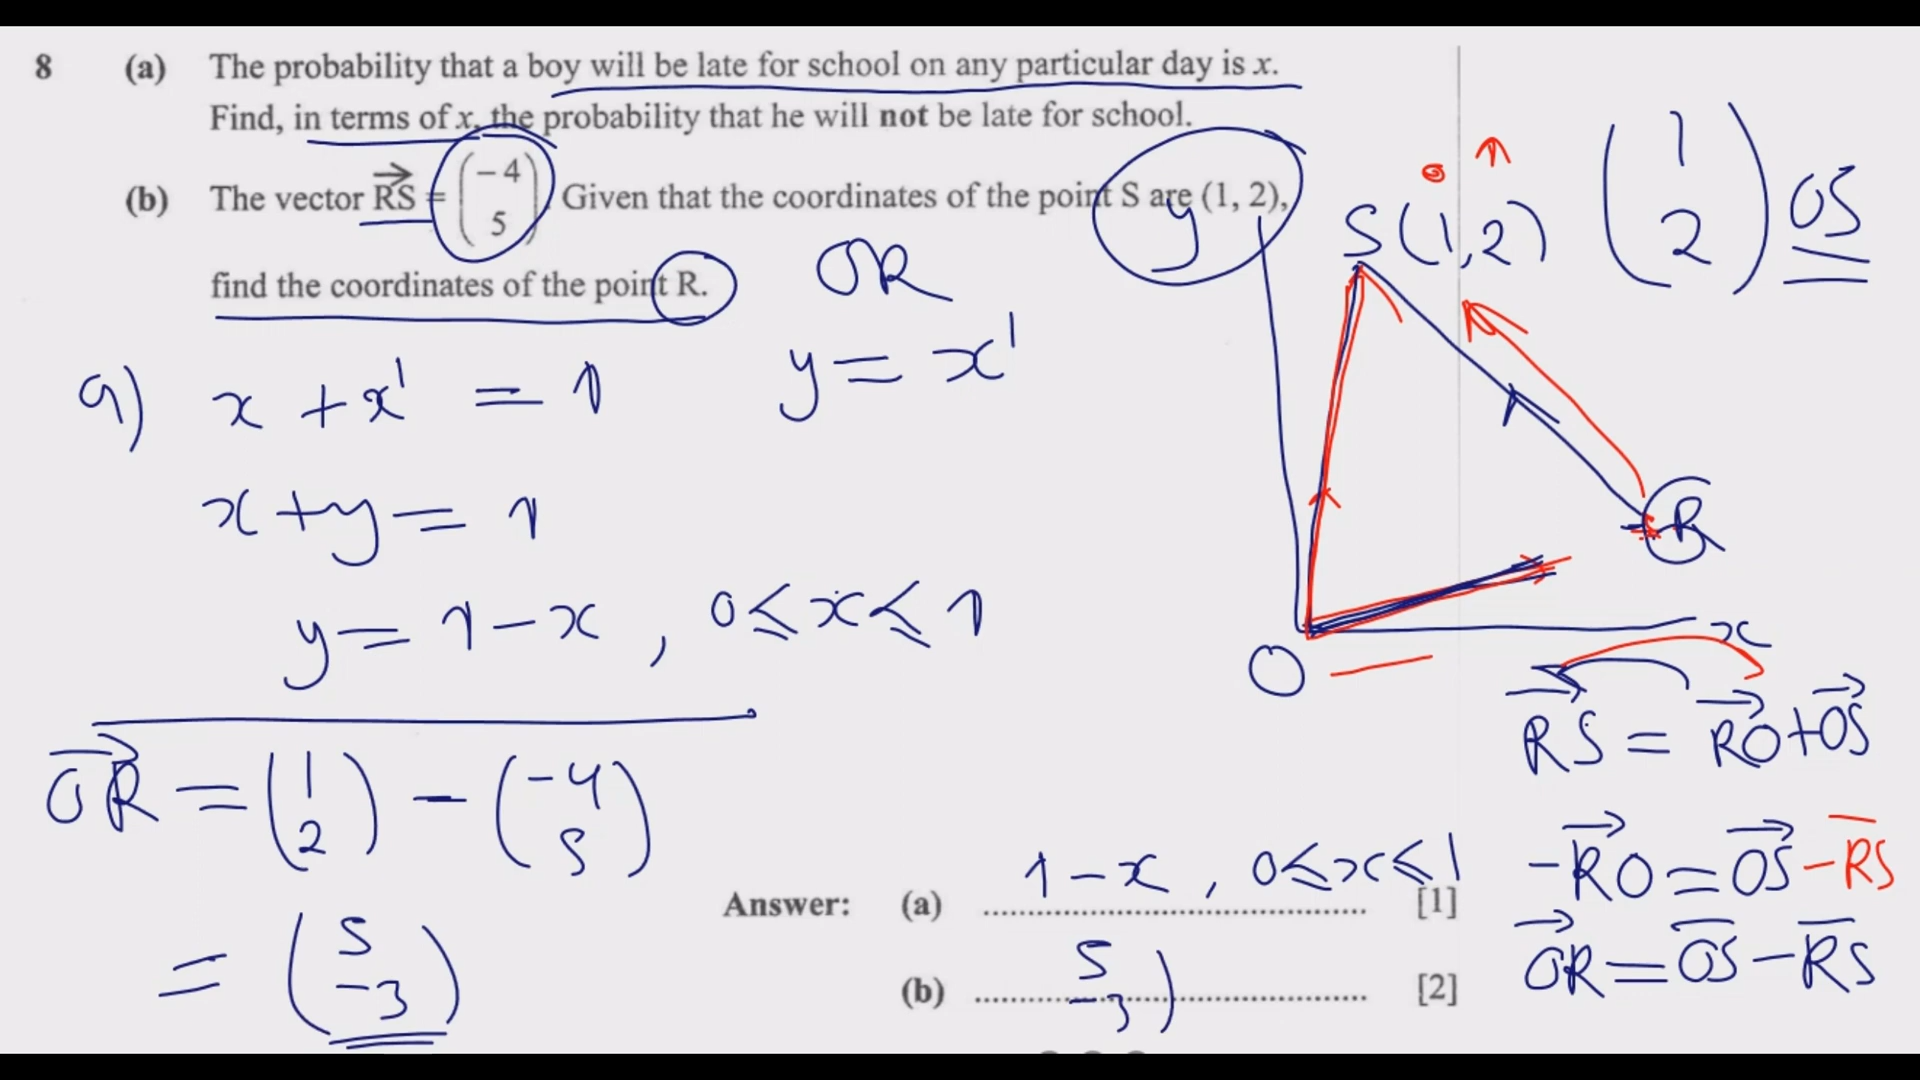 8 (a) The probability that a boy will be late for school on any particular day is x.
Find, in terms of x, the probability that he will not be late for school.
(b) The vector RS = (-4 5). Given that the coordinates of the point S are (1, 2),
find the coordinates of the point R.
OR
y
S(1,2) (1 2) OS
a) x + x' = 1
y = x'
x + y = 1
R
y = 1 - x , 0 ≤ x ≤ 1
x
O
RS = RO + OS
OR = (1 2) - (-4 5)
-RO = OS - RS
= (5 -3)
OR = OS - RS
Answer: (a) 1 - x , 0 ≤ x ≤ 1 [1]
(b) 5 -3) [2]